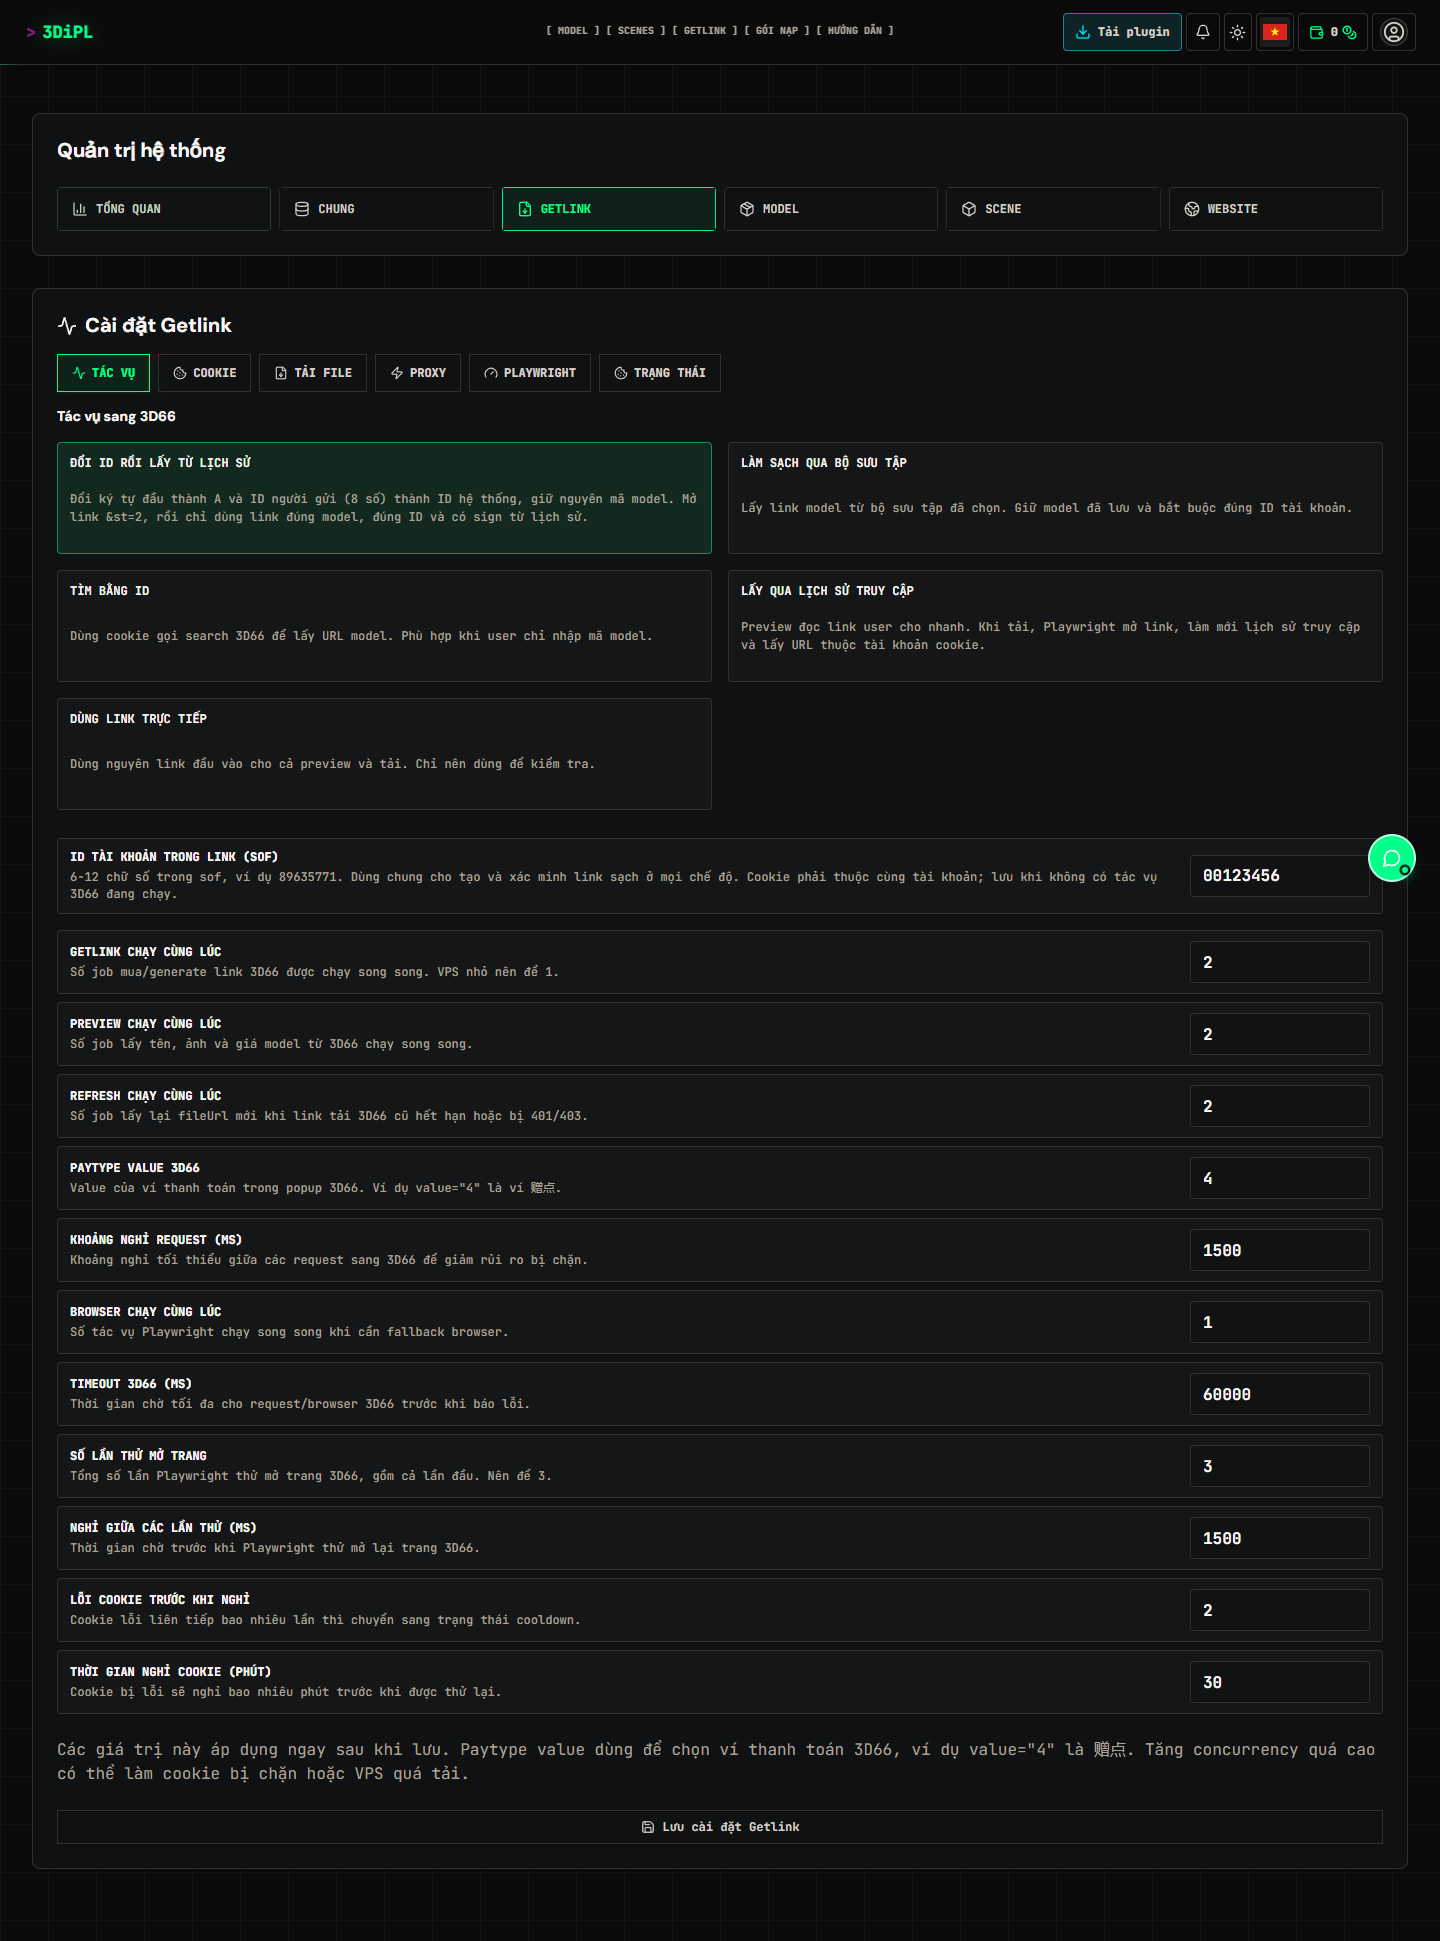 > 3DiPL
[ MODEL ] [ SCENES ] [ GETLINK ] [ GÓI NẠP ] [ HƯỚNG DẪN ]
Tải plugin
0
Quản trị hệ thống
TỔNG QUAN
CHUNG
GETLINK
MODEL
SCENE
WEBSITE
Cài đặt Getlink
TÁC VỤ
COOKIE
TẢI FILE
PROXY
PLAYWRIGHT
TRẠNG THÁI
Tác vụ sang 3D66
ĐỔI ID RỒI LẤY TỪ LỊCH SỬ
Đổi ký tự đầu thành A và ID người gửi (8 số) thành ID hệ thống, giữ nguyên mã model. Mở
link &st=2, rồi chỉ dùng link đúng model, đúng ID và có sign từ lịch sử.
LÀM SẠCH QUA BỘ SƯU TẬP
Lấy link model từ bộ sưu tập đã chọn. Giữ model đã lưu và bắt buộc đúng ID tài khoản.
TÌM BẰNG ID
Dùng cookie gọi search 3D66 để lấy URL model. Phù hợp khi user chỉ nhập mã model.
LẤY QUA LỊCH SỬ TRUY CẬP
Preview đọc link user cho nhanh. Khi tải, Playwright mở link, làm mới lịch sử truy cập
và lấy URL thuộc tài khoản cookie.
DÙNG LINK TRỰC TIẾP
Dùng nguyên link đầu vào cho cả preview và tải. Chỉ nên dùng để kiểm tra.
ID TÀI KHOẢN TRONG LINK (SOF)
6-12 chữ số trong sof, ví dụ 89635771. Dùng chung cho tạo và xác minh link sạch ở mọi chế độ. Cookie phải thuộc cùng tài khoản; lưu khi không có tác vụ
3D66 đang chạy.
00123456
GETLINK CHẠY CÙNG LÚC
Số job mua/generate link 3D66 được chạy song song. VPS nhỏ nên để 1.
2
PREVIEW CHẠY CÙNG LÚC
Số job lấy tên, ảnh và giá model từ 3D66 chạy song song.
2
REFRESH CHẠY CÙNG LÚC
Số job lấy lại fileUrl mới khi link tải 3D66 cũ hết hạn hoặc bị 401/403.
2
PAYTYPE VALUE 3D66
Value của ví thanh toán trong popup 3D66. Ví dụ value="4" là ví 赠点.
4
KHOẢNG NGHỈ REQUEST (MS)
Khoảng nghỉ tối thiểu giữa các request sang 3D66 để giảm rủi ro bị chặn.
1500
BROWSER CHẠY CÙNG LÚC
Số tác vụ Playwright chạy song song khi cần fallback browser.
1
TIMEOUT 3D66 (MS)
Thời gian chờ tối đa cho request/browser 3D66 trước khi báo lỗi.
60000
SỐ LẦN THỬ MỞ TRANG
Tổng số lần Playwright thử mở trang 3D66, gồm cả lần đầu. Nên để 3.
3
NGHỈ GIỮA CÁC LẦN THỬ (MS)
Thời gian chờ trước khi Playwright thử mở lại trang 3D66.
1500
LỖI COOKIE TRƯỚC KHI NGHỈ
Cookie lỗi liên tiếp bao nhiêu lần thì chuyển sang trạng thái cooldown.
2
THỜI GIAN NGHỈ COOKIE (PHÚT)
Cookie bị lỗi sẽ nghỉ bao nhiêu phút trước khi được thử lại.
30
Các giá trị này áp dụng ngay sau khi lưu. Paytype value dùng để chọn ví thanh toán 3D66, ví dụ value="4" là 赠点. Tăng concurrency quá cao
có thể làm cookie bị chặn hoặc VPS quá tải.
Lưu cài đặt Getlink